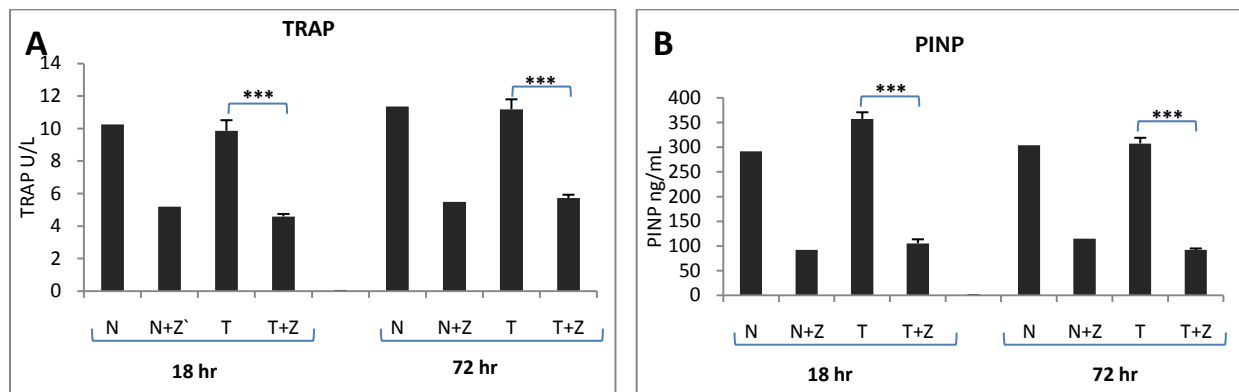 A
TRAP
TRAP U/L
14
12
10
8
6
4
2
0
***
***
N N+Z` T T+Z N N+Z T T+Z
18 hr 72 hr
B
PINP
PINP ng/mL
400
350
300
250
200
150
100
50
0
***
***
N N+Z T T+Z N N+Z T T+Z
18 hr 72 hr